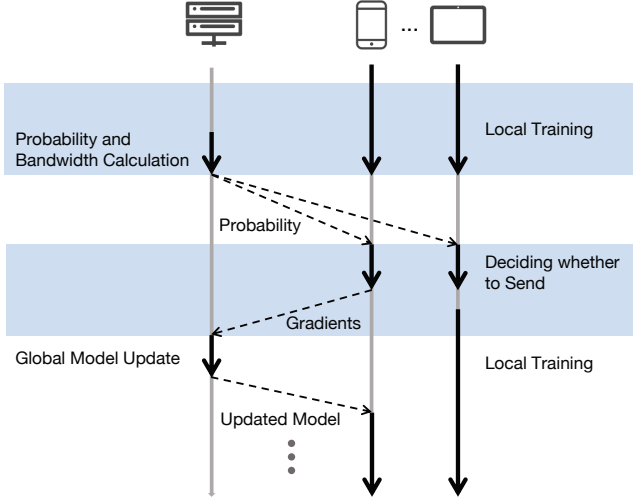 ...
Probability and
Bandwidth Calculation
Local Training
Probability
Deciding whether
to Send
Gradients
Global Model Update
Local Training
Updated Model